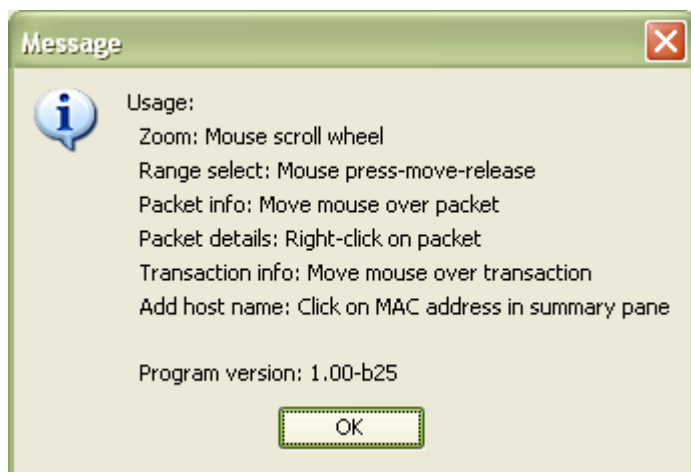 Message
Usage:
Zoom: Mouse scroll wheel
Range select: Mouse press-move-release
Packet info: Move mouse over packet
Packet details: Right-click on packet
Transaction info: Move mouse over transaction
Add host name: Click on MAC address in summary pane
Program version: 1.00-b25
OK